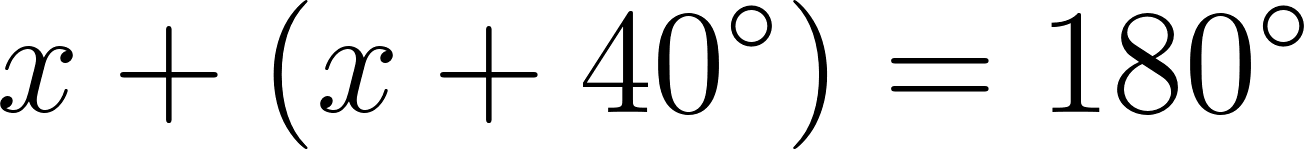 x + (x + 40°) = 180°